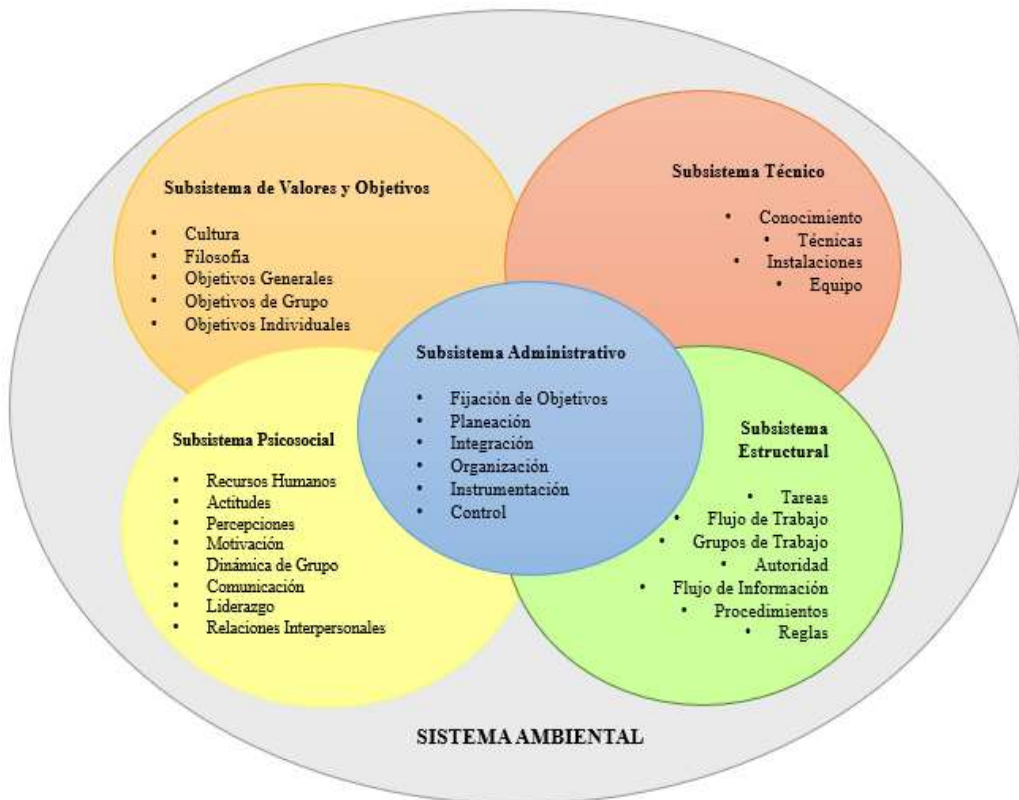 Subsistema de Valores y Objetivos
• Cultura
• Filosofía
• Objetivos Generales
• Objetivos de Grupo
• Objetivos Individuales
Subsistema Técnico
• Conocimiento
• Técnicas
• Instalaciones
• Equipo
Subsistema Administrativo
• Fijación de Objetivos
• Planeación
• Integración
• Organización
• Instrumentación
• Control
Subsistema Psicosocial
• Recursos Humanos
• Actitudes
• Percepciones
• Motivación
• Dinámica de Grupo
• Comunicación
• Liderazgo
• Relaciones Interpersonales
Subsistema
Estructural
• Tareas
• Flujo de Trabajo
• Grupos de Trabajo
• Autoridad
• Flujo de Información
• Procedimientos
• Reglas
SISTEMA AMBIENTAL